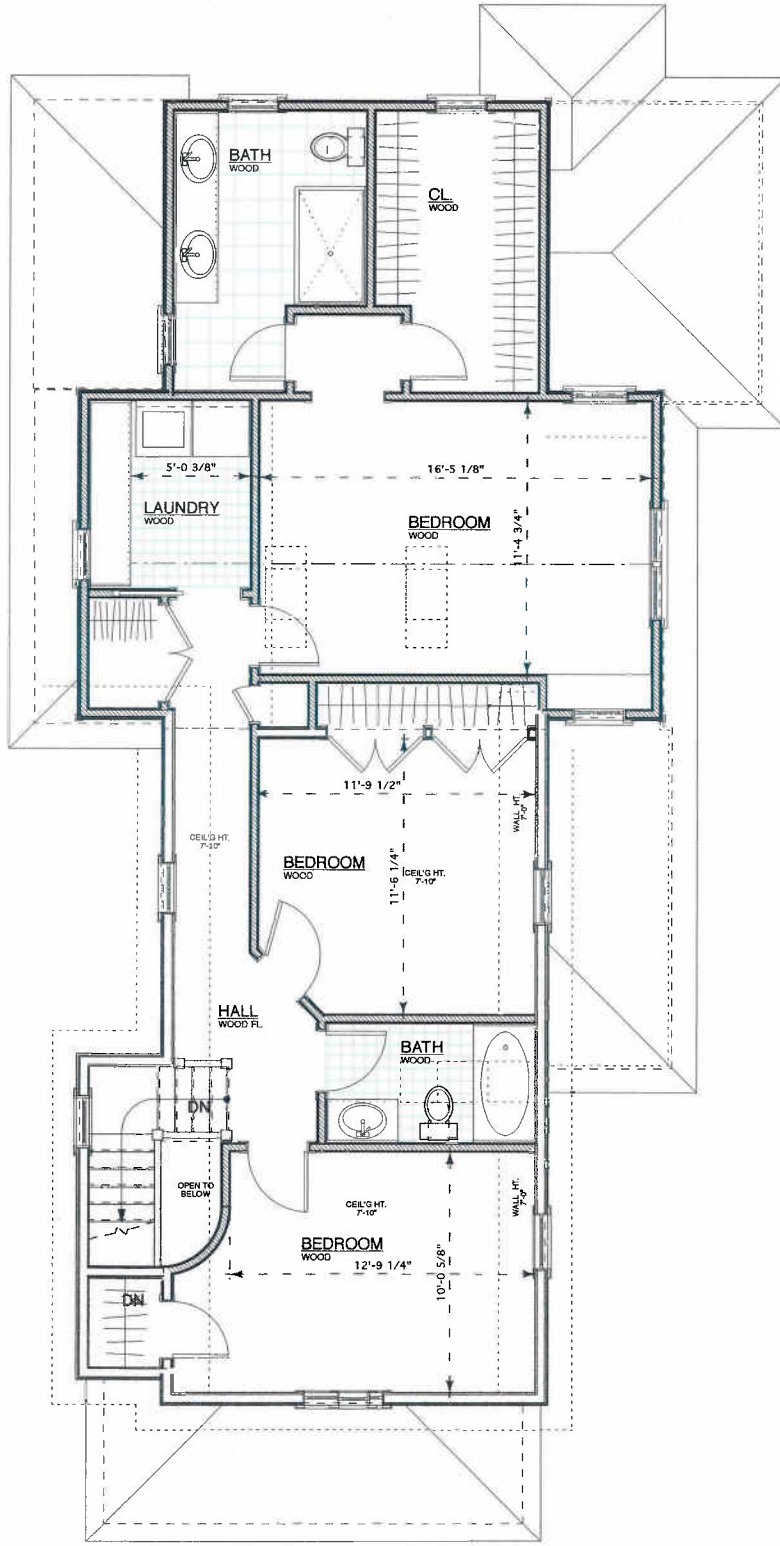 BATH
WOOD
CL.
WOOD
5'-0 3/8"
16'-5 1/8"
LAUNDRY
WOOD
BEDROOM
WOOD
11'-4 3/4"
11'-9 1/2"
WALL HT.
7'-0"
CEIL'G HT.
7'-10"
BEDROOM
WOOD
11'-6 1/4"
CEIL'G HT.
7'-10"
HALL
WOOD FL.
BATH
WOOD
DN
OPEN TO
BELOW
CEIL'G HT.
7'-10"
WALL HT.
7'-0"
BEDROOM
WOOD
12'-9 1/4"
10'-0 5/8"
DN